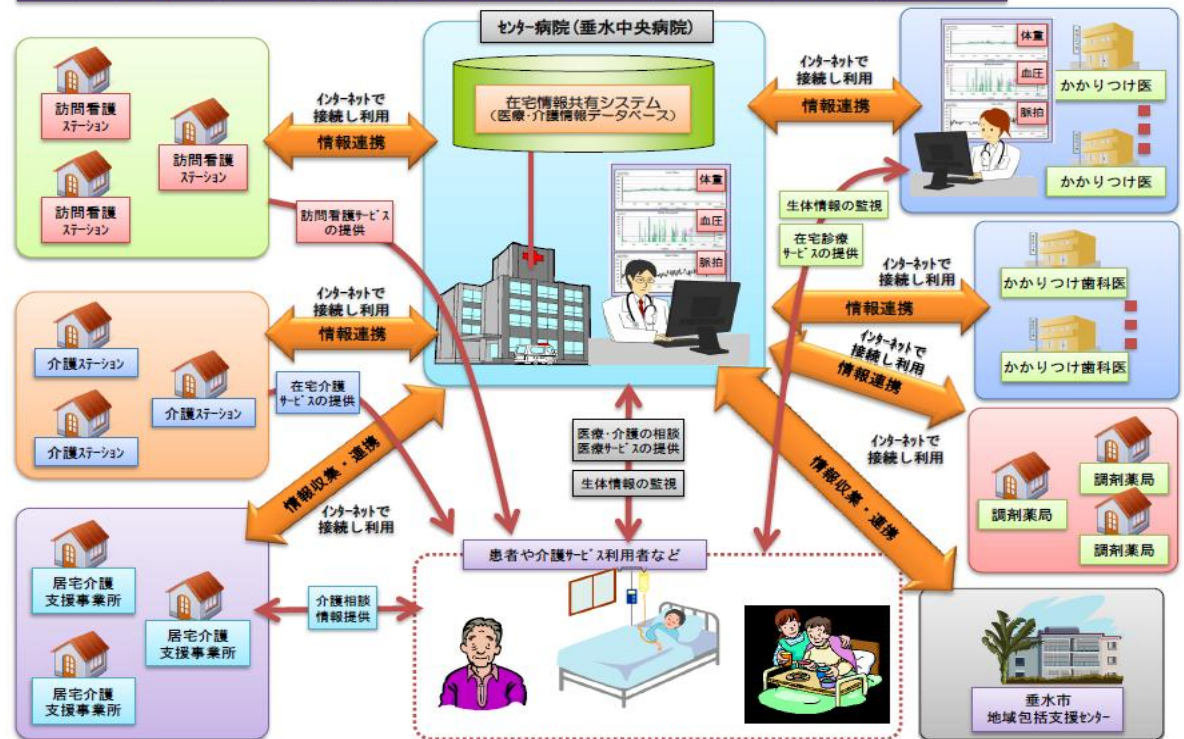 センター病院(垂水中央病院)
在宅情報共有システム
(医療・介護情報データベース)
体重
血圧
脈拍
訪問看護
ステーション
訪問看護
ステーション
訪問看護
ステーション
インターネットで
接続し利用
情報連携
訪問看護サービス
の提供
介護ステーション
介護ステーション
介護ステーション
インターネットで
接続し利用
情報連携
在宅介護
サービスの提供
居宅介護
支援事業所
居宅介護
支援事業所
居宅介護
支援事業所
情報収集・連携
インターネットで
接続し利用
介護相談
情報提供
医療・介護の相談
医療サービスの提供
生体情報の監視
患者や介護サービス利用者など
インターネットで
接続し利用
情報連携
体重
血圧
脈拍
かかりつけ医
かかりつけ医
生体情報の監視
在宅診療
サービスの提供
インターネットで
接続し利用
情報連携
かかりつけ歯科医
かかりつけ歯科医
インターネットで
接続し利用
情報連携
調剤薬局
調剤薬局
調剤薬局
インターネットで
接続し利用
情報収集・連携
垂水市
地域包括支援センター